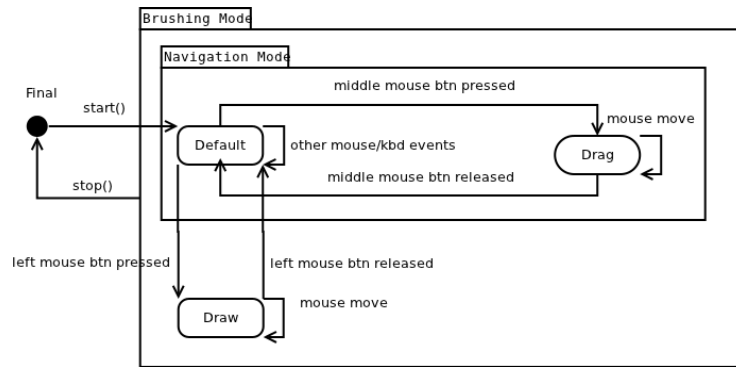 Brushing Mode
Navigation Mode
middle mouse btn pressed
Final
start()
mouse move
Default
other mouse/kbd events
Drag
stop()
middle mouse btn released
left mouse btn pressed
left mouse btn released
Draw
mouse move